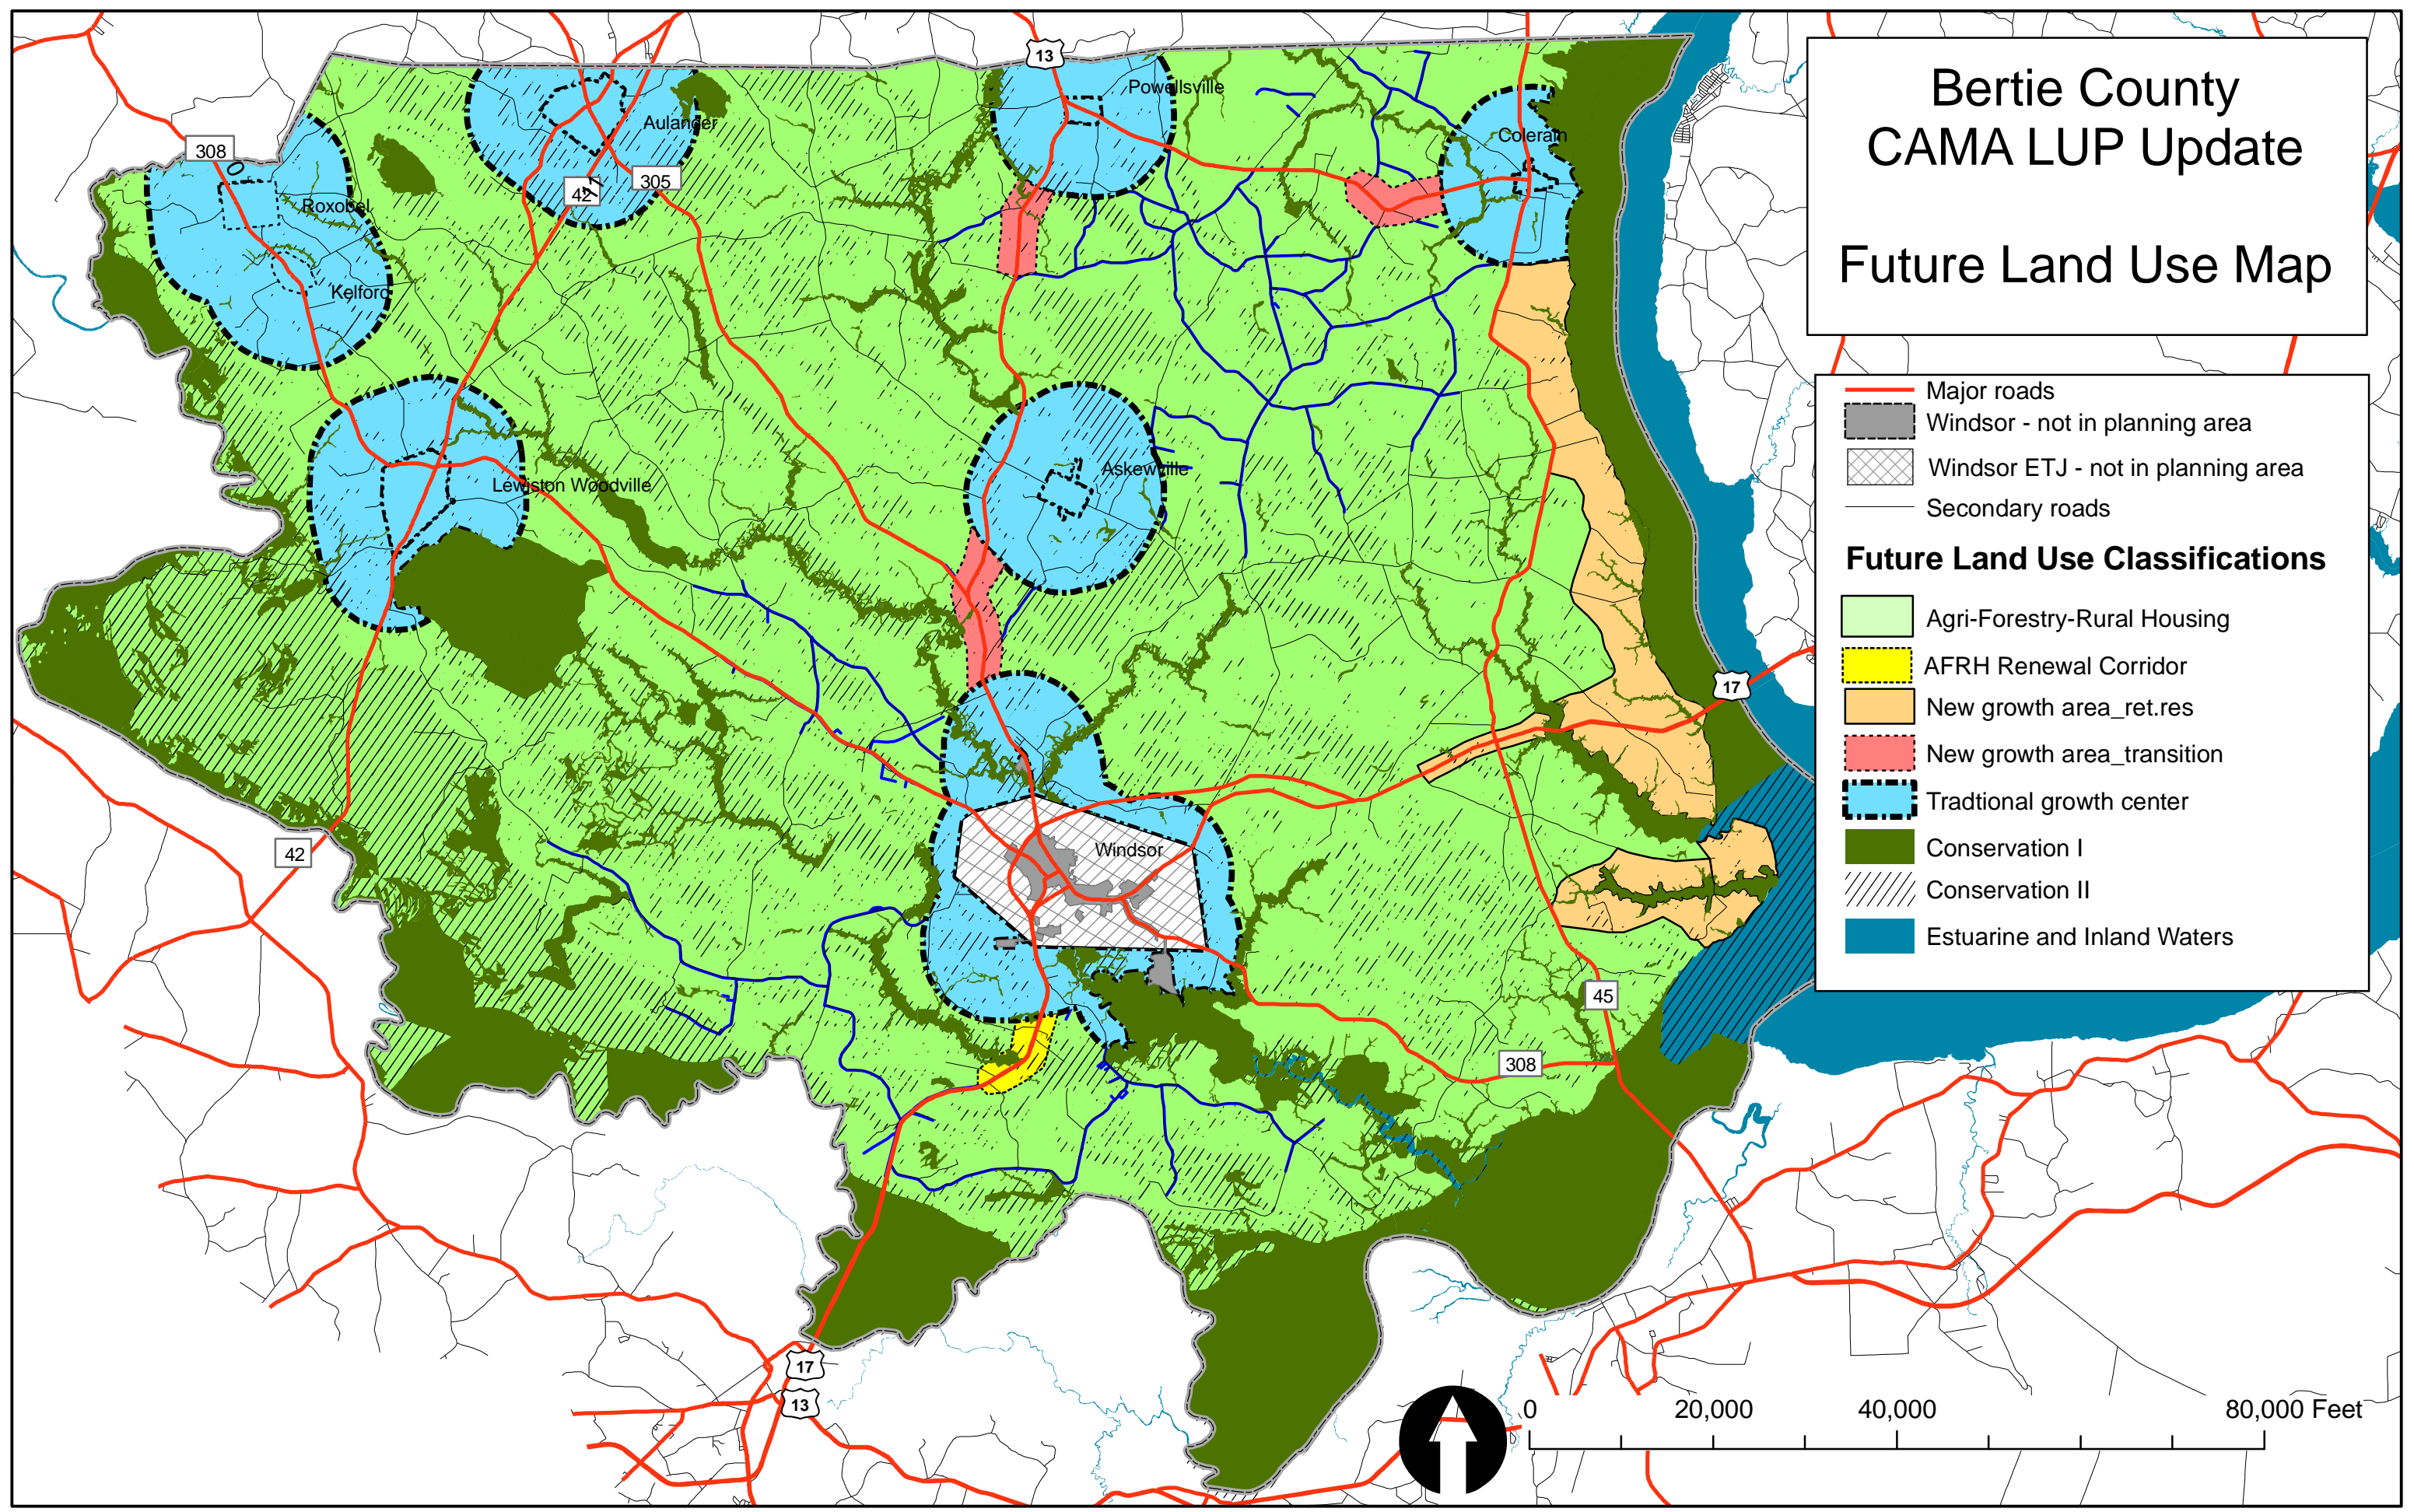 Bertie County
CAMA LUP Update
Future Land Use Map
Major roads
Windsor - not in planning area
Windsor ETJ - not in planning area
Secondary roads
Future Land Use Classifications
Agri-Forestry-Rural Housing
AFRH Renewal Corridor
New growth area_ret.res
New growth area_transition
Tradtional growth center
Conservation I
Conservation II
Estuarine and Inland Waters
13
Powellsville
Aulander
Colerain
308
305
42
Roxobel
Kelford
Askewville
Lewiston Woodville
17
42
Windsor
45
308
17
13
0 20,000 40,000 80,000 Feet